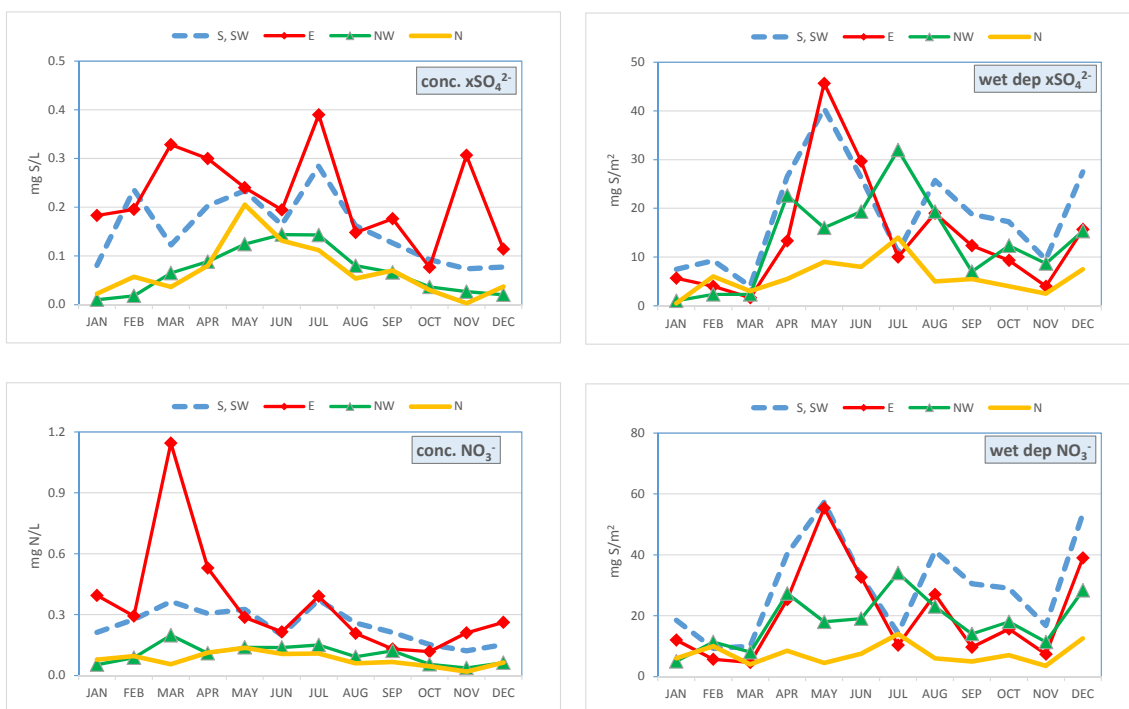 S, SW E NW N
conc. xSO₄²⁻
mg S/L
0.5
0.4
0.3
0.2
0.1
0.0
JAN FEB MAR APR MAY JUN JUL AUG SEP OCT NOV DEC
S, SW E NW N
wet dep xSO₄²⁻
mg S/m²
50
40
30
20
10
0
JAN FEB MAR APR MAY JUN JUL AUG SEP OCT NOV DEC
S, SW E NW N
conc. NO₃⁻
mg N/L
1.2
0.9
0.6
0.3
0.0
JAN FEB MAR APR MAY JUN JUL AUG SEP OCT NOV DEC
S, SW E NW N
wet dep NO₃⁻
mg S/m²
80
60
40
20
0
JAN FEB MAR APR MAY JUN JUL AUG SEP OCT NOV DEC